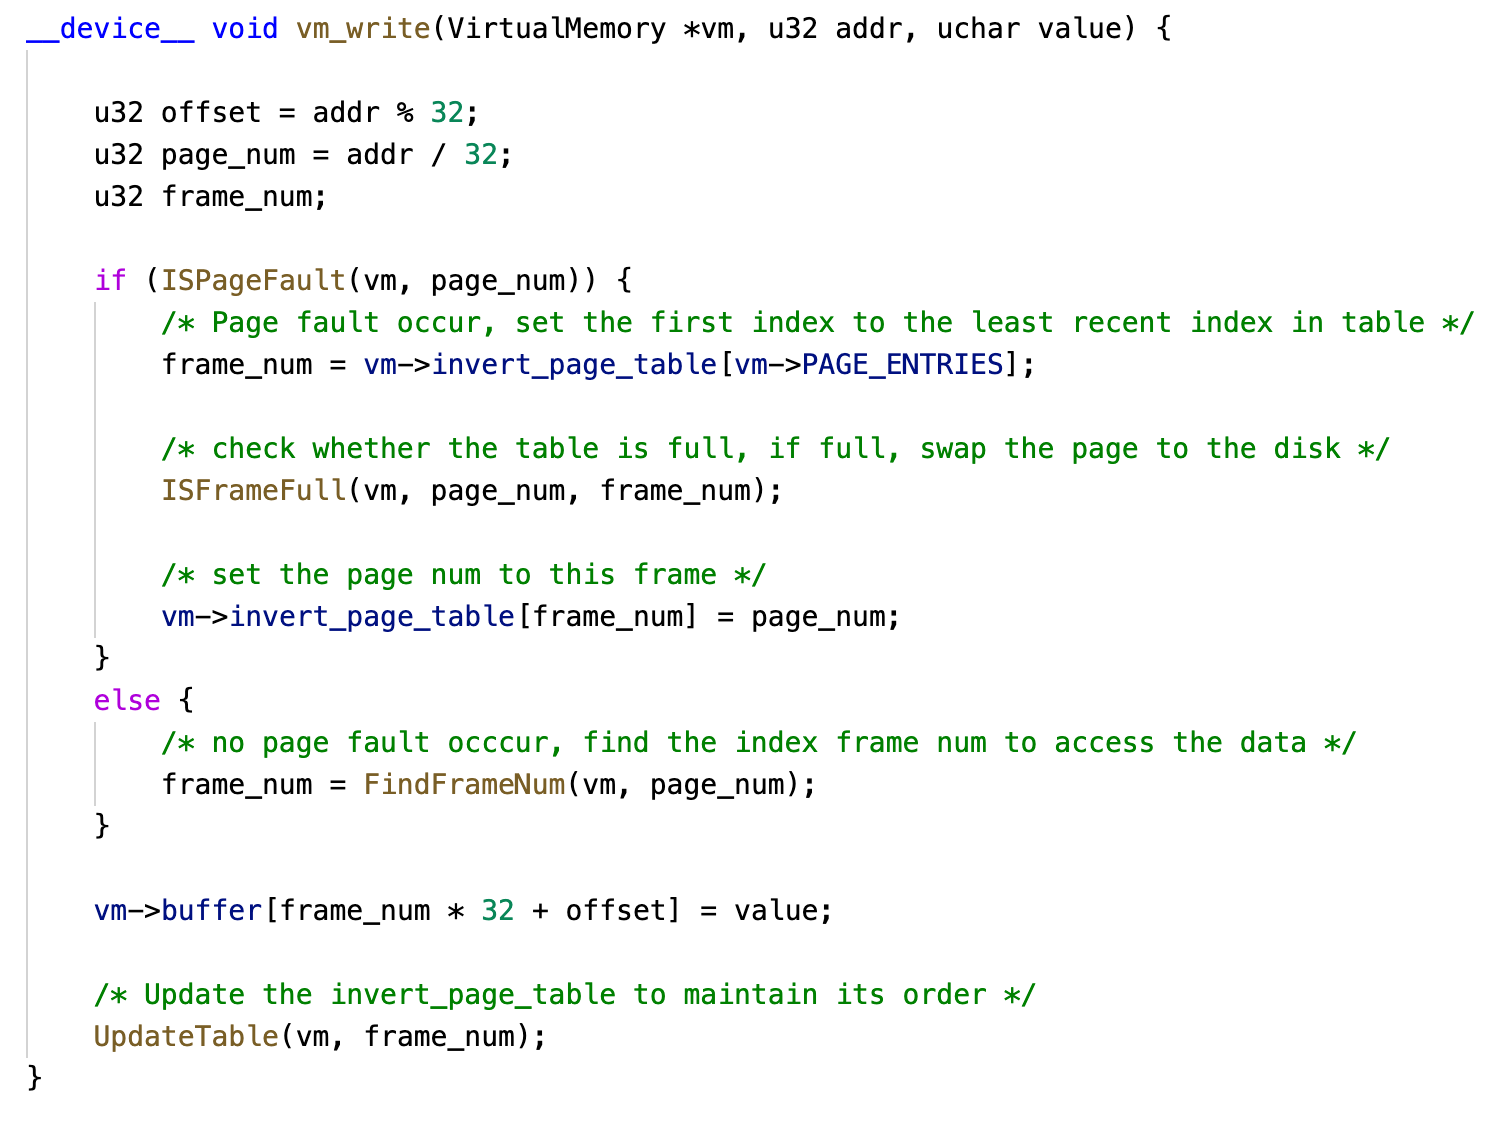 __device__ void vm_write(VirtualMemory *vm, u32 addr, uchar value) {
u32 offset = addr % 32;
u32 page_num = addr / 32;
u32 frame_num;
if (ISPageFault(vm, page_num)) {
/* Page fault occur, set the first index to the least recent index in table */
frame_num = vm->invert_page_table[vm->PAGE_ENTRIES];
/* check whether the table is full, if full, swap the page to the disk */
ISFrameFull(vm, page_num, frame_num);
/* set the page num to this frame */
vm->invert_page_table[frame_num] = page_num;
}
else {
/* no page fault occcur, find the index frame num to access the data */
frame_num = FindFrameNum(vm, page_num);
}
vm->buffer[frame_num * 32 + offset] = value;
/* Update the invert_page_table to maintain its order */
UpdateTable(vm, frame_num);
}